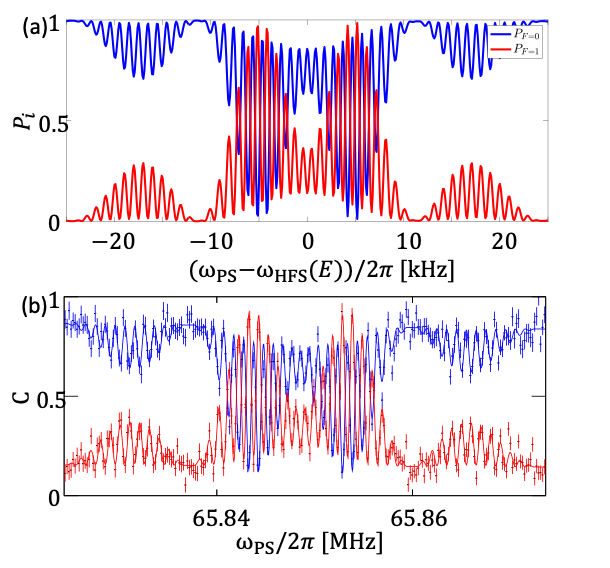 (a)
1
0.5
0
P_i
P_{F=0}
P_{F=1}
−20 −10 0 10 20
(ω_PS−ω_HFS(E))/2π [kHz]
(b)
1
0.5
0
C
65.84 65.86
ω_PS/2π [MHz]